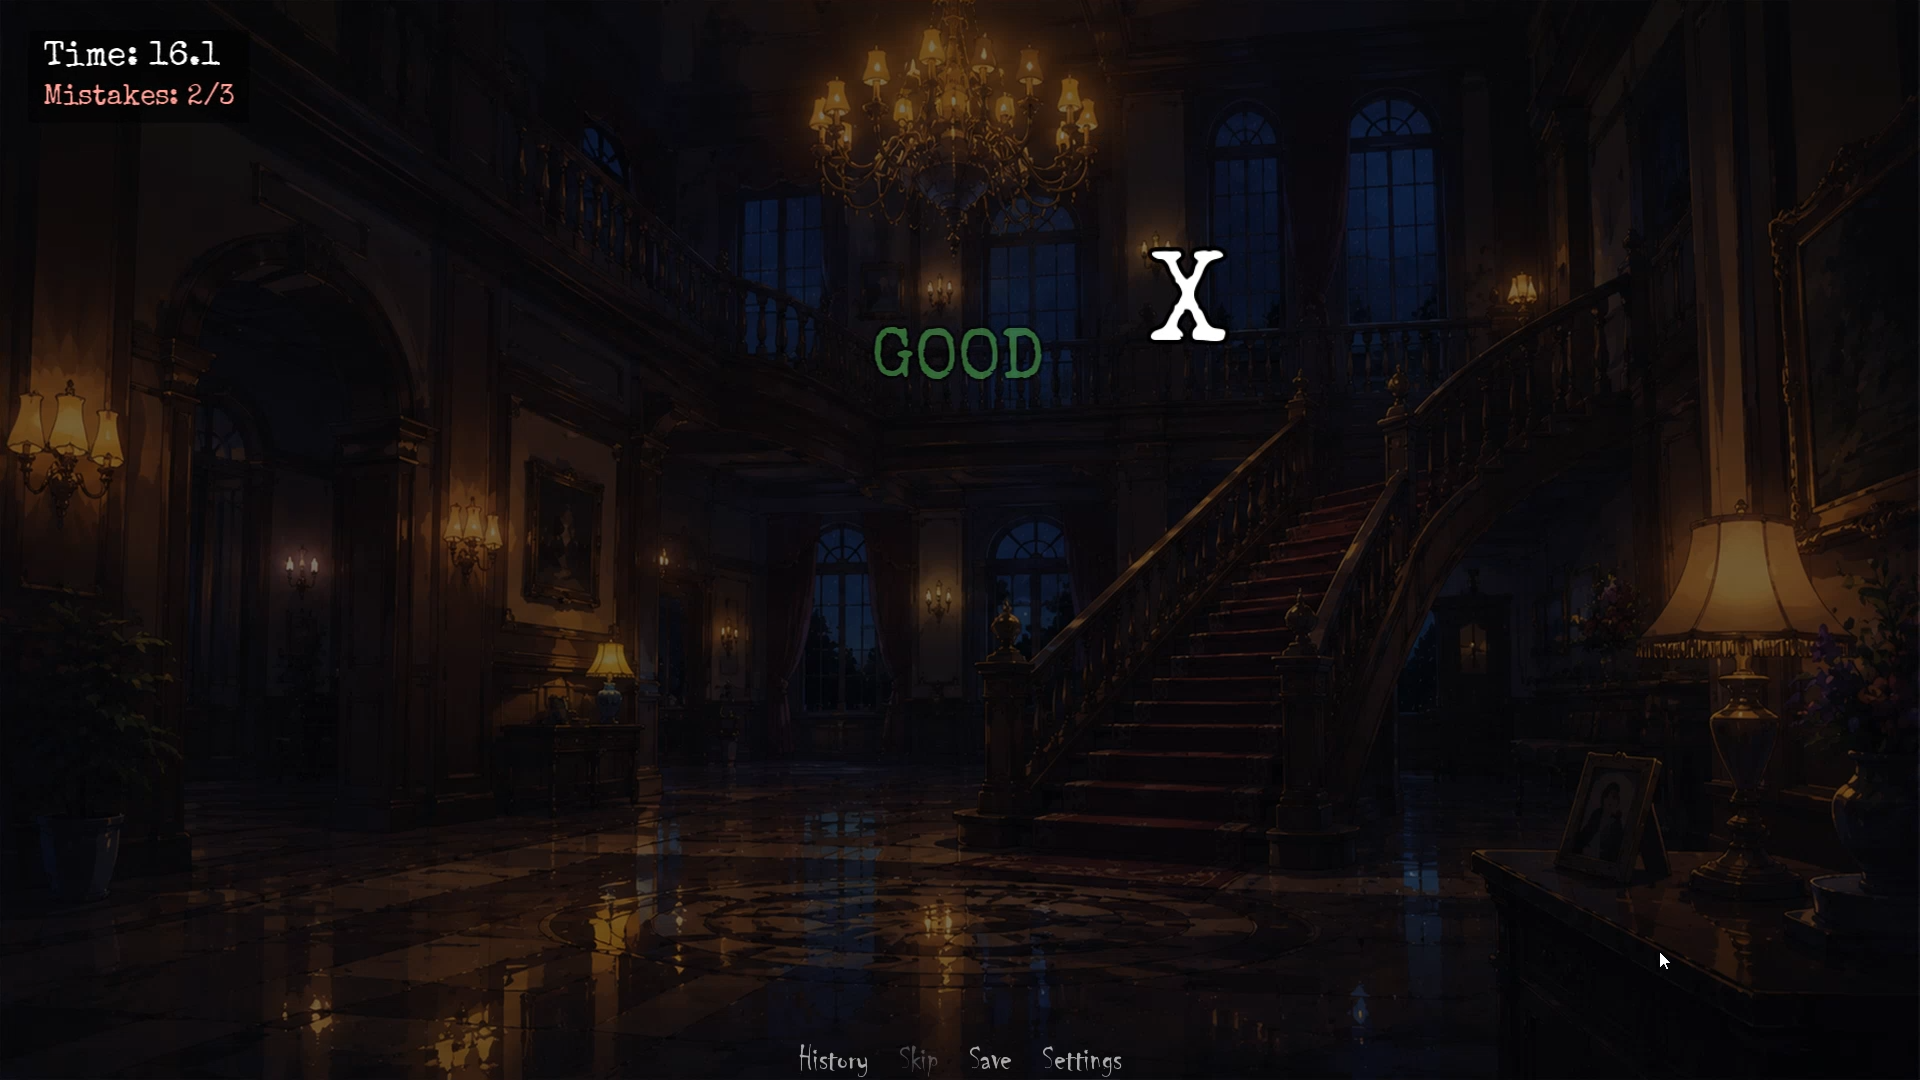 Time: 16.1
Mistakes: 2/3
X
GOOD
History Skip Save Settings